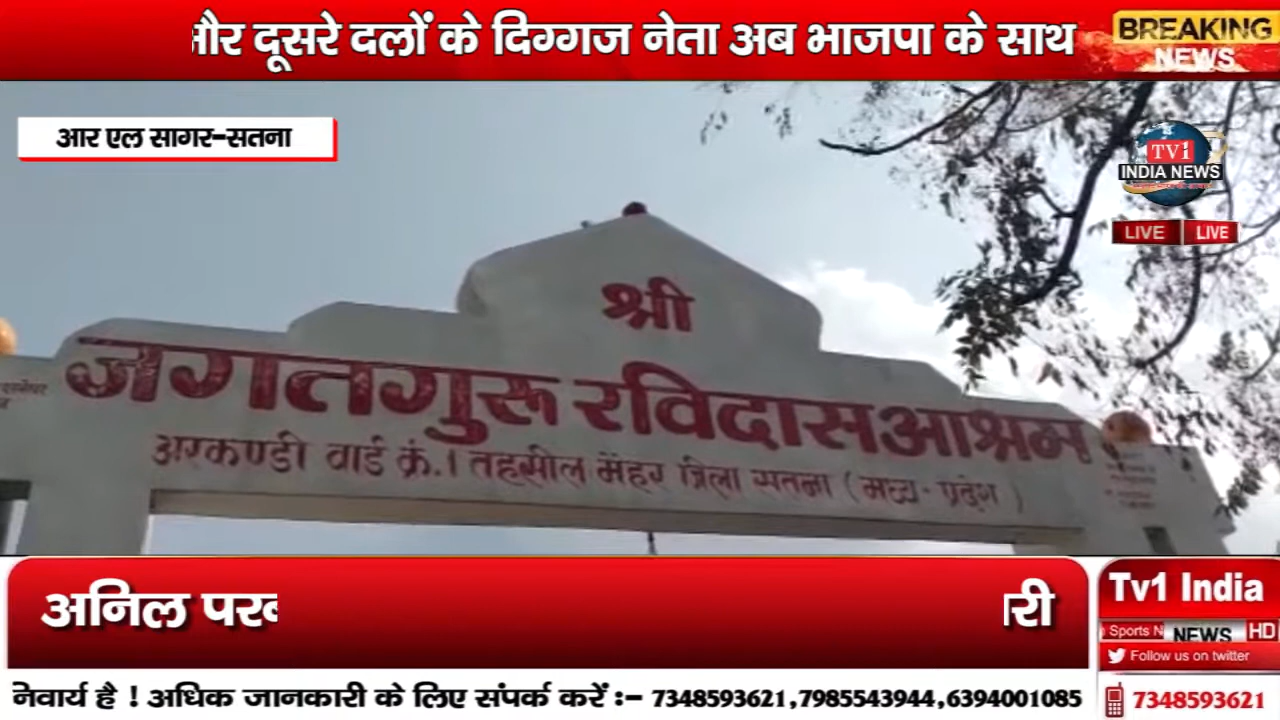 और दूसरे दलों के दिग्गज नेता अब भाजपा के साथ
BREAKING
NEWS
आर एल सागर-सतना
TV1
INDIA NEWS
LIVE LIVE
श्री
जगतगुरू रविदास आश्रम
अरकण्डी वार्ड क्रं.1 तहसील मैहर जिला सतना (मध्य-प्रदेश)
अनिल पर
री
Tv1 India
Sports N NEWS HD
Follow us on twitter
नेवार्य है ! अधिक जानकारी के लिए संपर्क करें :- 7348593621,7985543944,6394001085
7348593621